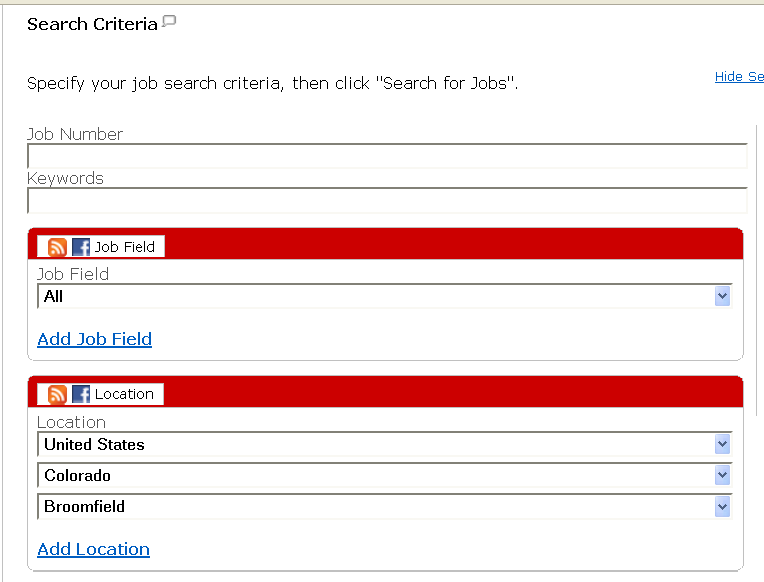 Search Criteria
Specify your job search criteria, then click "Search for Jobs".
Hide Se
Job Number
Keywords
Job Field
Job Field
All
Add Job Field
Location
Location
United States
Colorado
Broomfield
Add Location